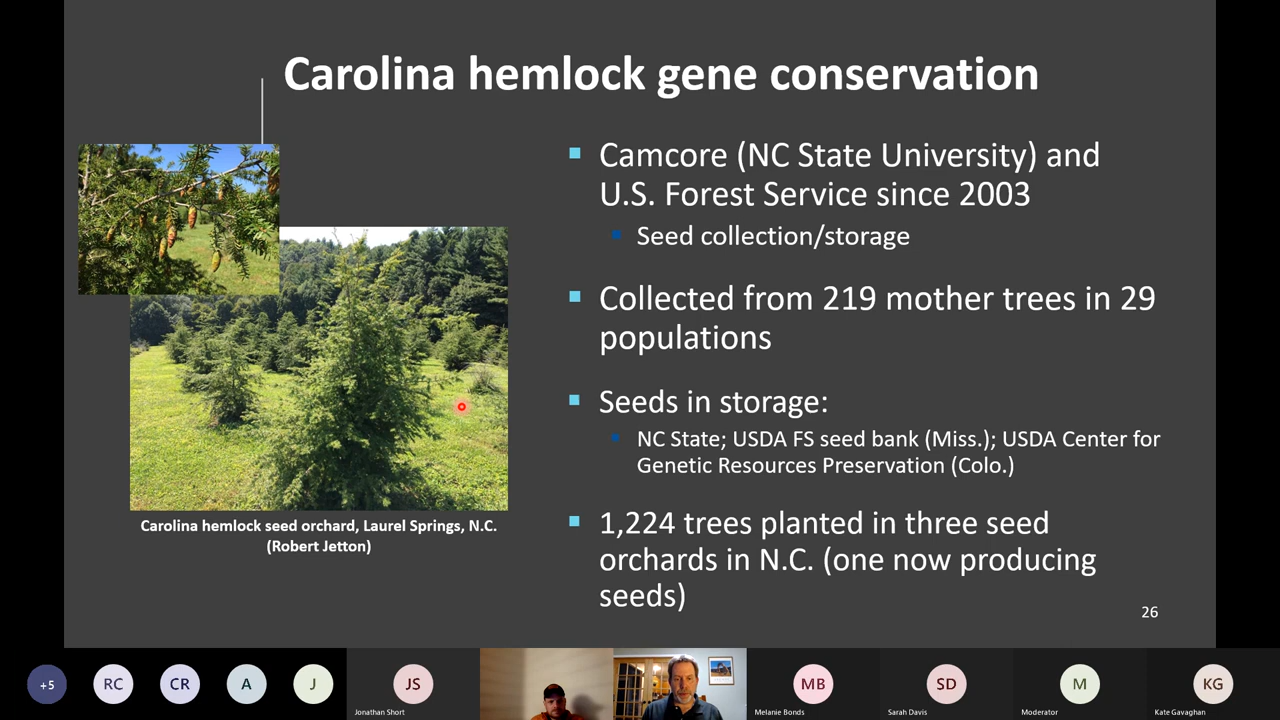 Carolina hemlock gene conservation
Camcore (NC State University) and
U.S. Forest Service since 2003
Seed collection/storage
Collected from 219 mother trees in 29
populations
Seeds in storage:
NC State; USDA FS seed bank (Miss.); USDA Center for
Genetic Resources Preservation (Colo.)
1,224 trees planted in three seed
orchards in N.C. (one now producing
seeds)
Carolina hemlock seed orchard, Laurel Springs, N.C.
(Robert Jetton)
26
+5
RC
CR
A
J
JS
MB
SD
M
KG
Jonathan Short
Melanie Bonds
Sarah Davis
Moderator
Kate Gavaghan